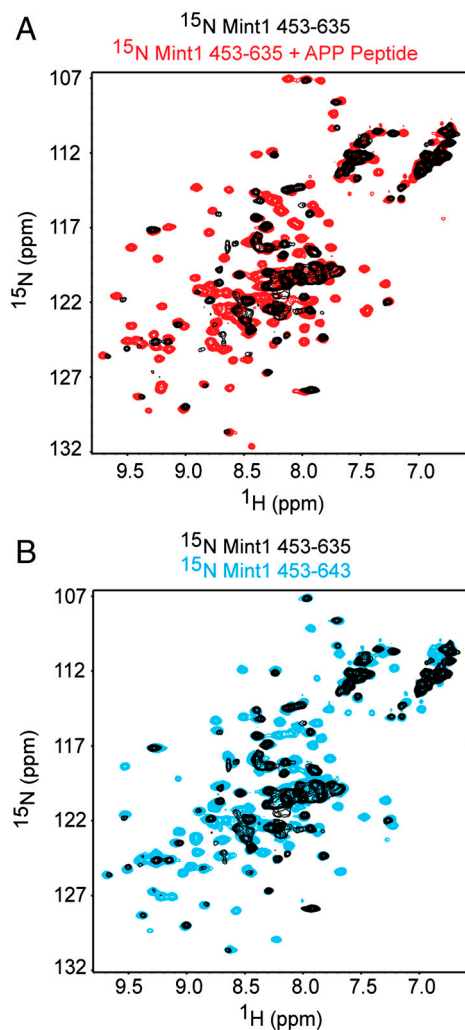 A
¹⁵N Mint1 453-635
¹⁵N Mint1 453-635 + APP Peptide
107
112
117
122
127
132
¹⁵N (ppm)
9.5 9.0 8.5 8.0 7.5 7.0
¹H (ppm)
B
¹⁵N Mint1 453-635
¹⁵N Mint1 453-643
107
112
117
122
127
132
¹⁵N (ppm)
9.5 9.0 8.5 8.0 7.5 7.0
¹H (ppm)